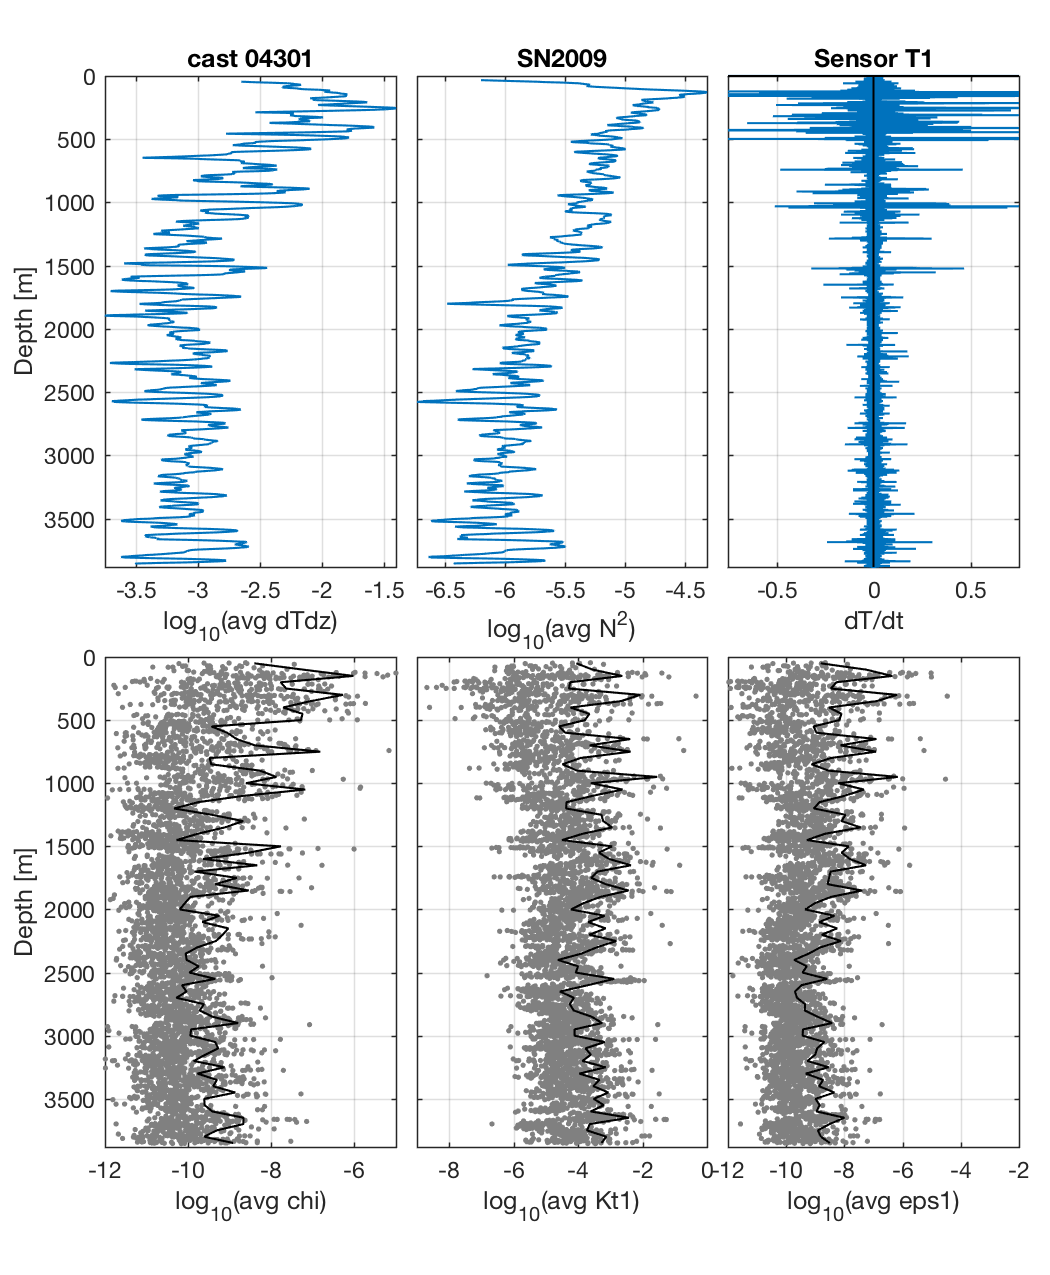 cast 04301 SN2009 Sensor T1
0
500
1000
1500
2000
2500
3000
3500
Depth [m]
-3.5 -3 -2.5 -2 -1.5
log10(avg dTdz)
-6.5 -6 -5.5 -5 -4.5
log10(avg N2)
-0.5 0 0.5
dT/dt
0
500
1000
1500
2000
2500
3000
3500
Depth [m]
-12 -10 -8 -6
log10(avg chi)
-8 -6 -4 -2 0
log10(avg Kt1)
-12 -10 -8 -6 -4 -2
log10(avg eps1)